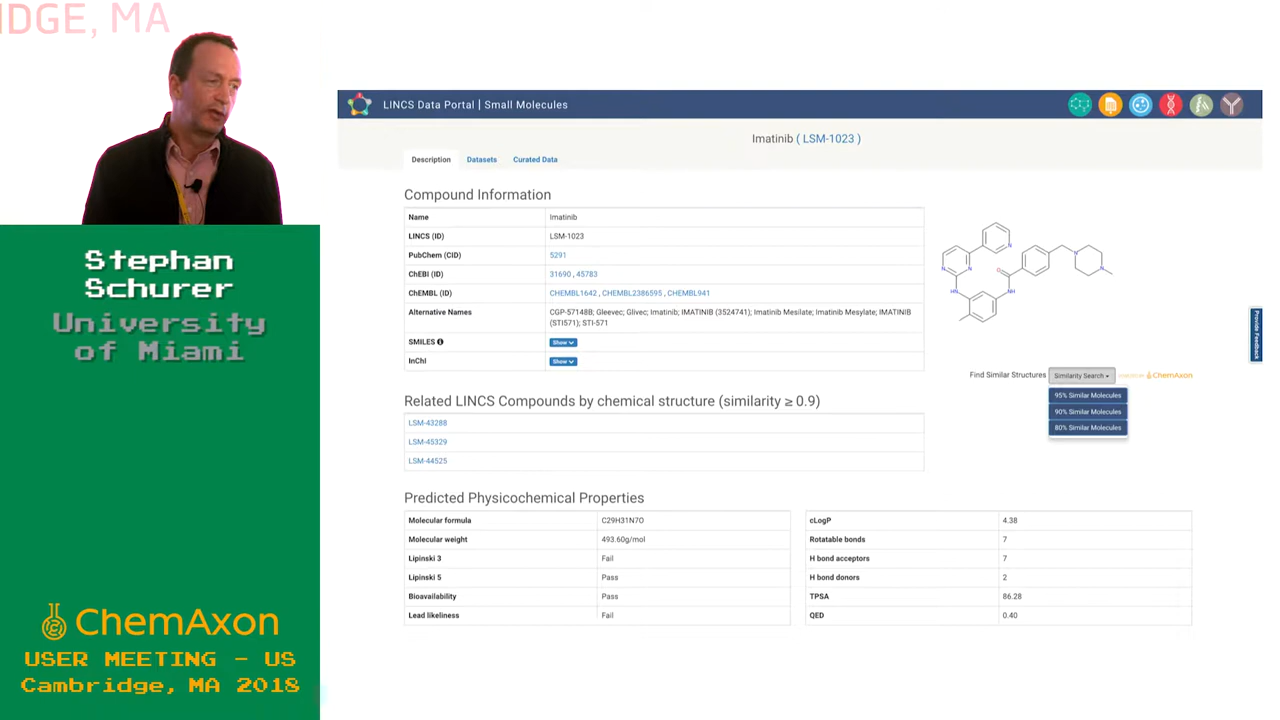 IDGE, MA
Stephan
Schurer
University
of Miami
ChemAxon
USER MEETING - US
Cambridge, MA 2018
LINCS Data Portal | Small Molecules
Imatinib ( LSM-1023 )
Description Datasets Curated Data
Compound Information
Name Imatinib
LINCS (ID) LSM-1023
PubChem (CID) 5291
ChEBI (ID) 31690 , 45783
ChEMBL (ID) CHEMBL1642 , CHEMBL2386595 , CHEMBL941
Alternative Names CGP-57148B; Gleevec; Glivec; Imatinib; IMATINIB (3524741); Imatinib Mesilate; Imatinib Mesylate; IMATINIB
(STI571); STI-571
SMILES Show
InChI Show
N
N
N
NH
O
NH
N
N
Provide Feedback
Find Similar Structures Similarity Search ChemAxon
95% Similar Molecules
90% Similar Molecules
80% Similar Molecules
Related LINCS Compounds by chemical structure (similarity ≥ 0.9)
LSM-43288
LSM-45329
LSM-44525
Predicted Physicochemical Properties
Molecular formula C29H31N7O
Molecular weight 493.60g/mol
Lipinski 3 Fail
Lipinski 5 Pass
Bioavailability Pass
Lead likeliness Fail
cLogP 4.38
Rotatable bonds 7
H bond acceptors 7
H bond donors 2
TPSA 86.28
QED 0.40